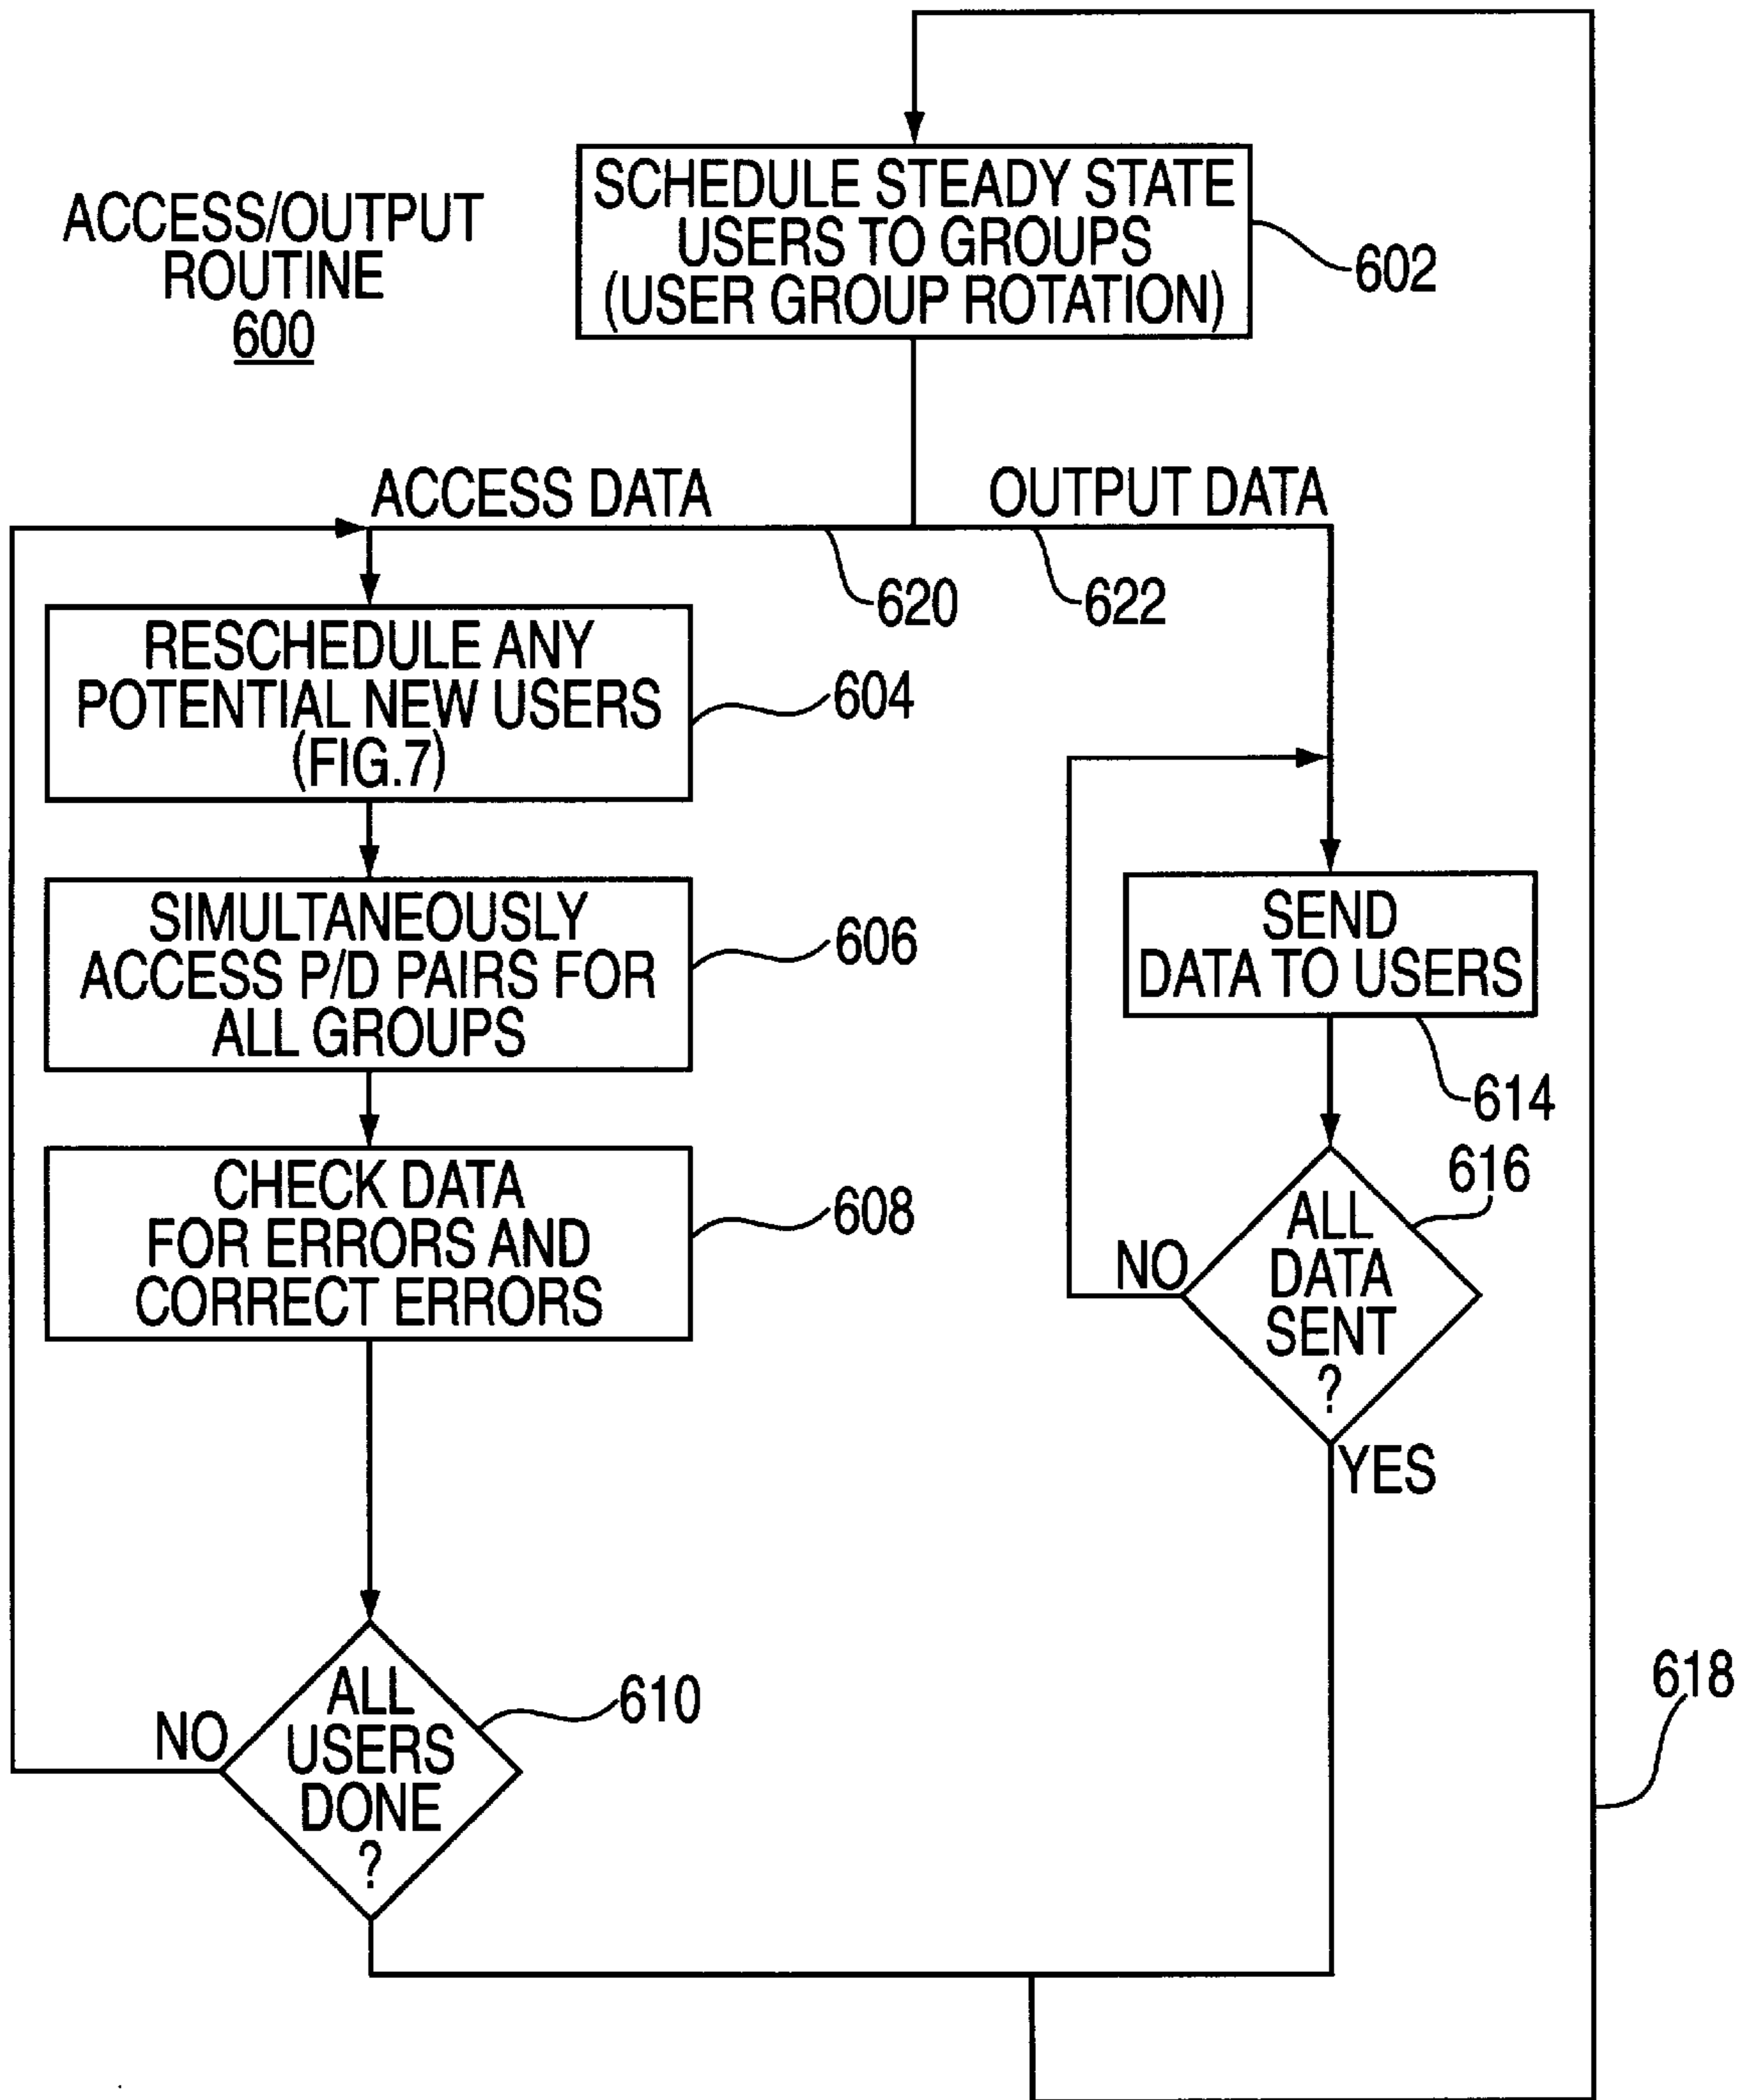 ACCESS/OUTPUT
ROUTINE
600
SCHEDULE STEADY STATE
USERS TO GROUPS
(USER GROUP ROTATION)
602
ACCESS DATA
OUTPUT DATA
620
622
RESCHEDULE ANY
POTENTIAL NEW USERS
(FIG.7)
604
SIMULTANEOUSLY
ACCESS P/D PAIRS FOR
ALL GROUPS
606
SEND
DATA TO USERS
614
CHECK DATA
FOR ERRORS AND
CORRECT ERRORS
608
616
ALL
DATA
SENT
?
NO
YES
ALL
USERS
DONE
?
NO
610
618